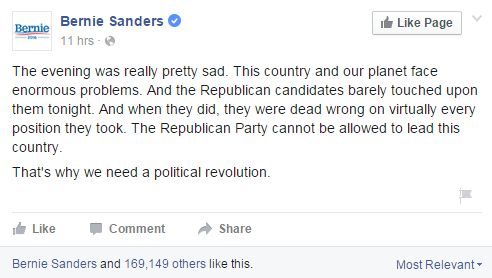 Bernie
2016
Bernie Sanders
11 hrs ·
Like Page
The evening was really pretty sad. This country and our planet face
enormous problems. And the Republican candidates barely touched upon
them tonight. And when they did, they were dead wrong on virtually every
position they took. The Republican Party cannot be allowed to lead this
country.
That's why we need a political revolution.
Like Comment Share
Bernie Sanders and 169,149 others like this. Most Relevant